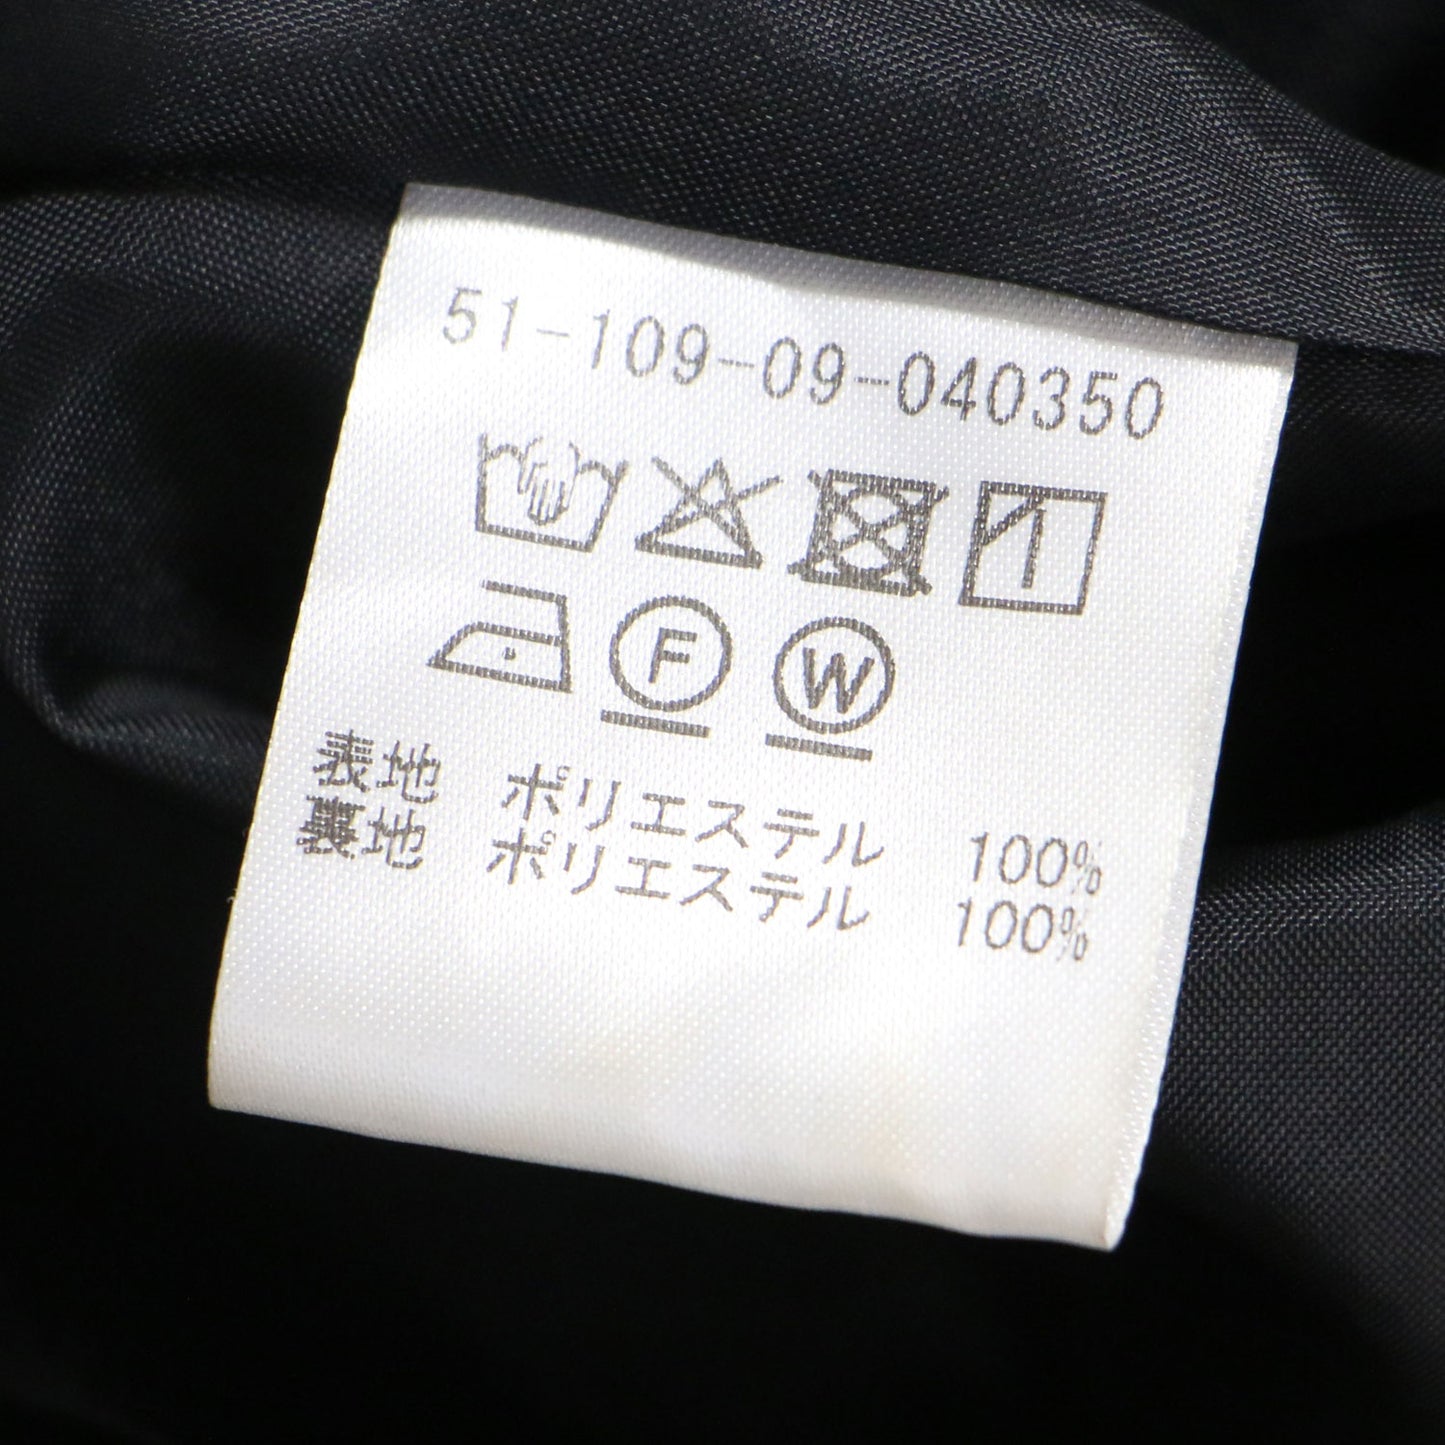 51-109-09-040350
F W
表地 ポリエステル 100%
裏地 ポリエステル 100%